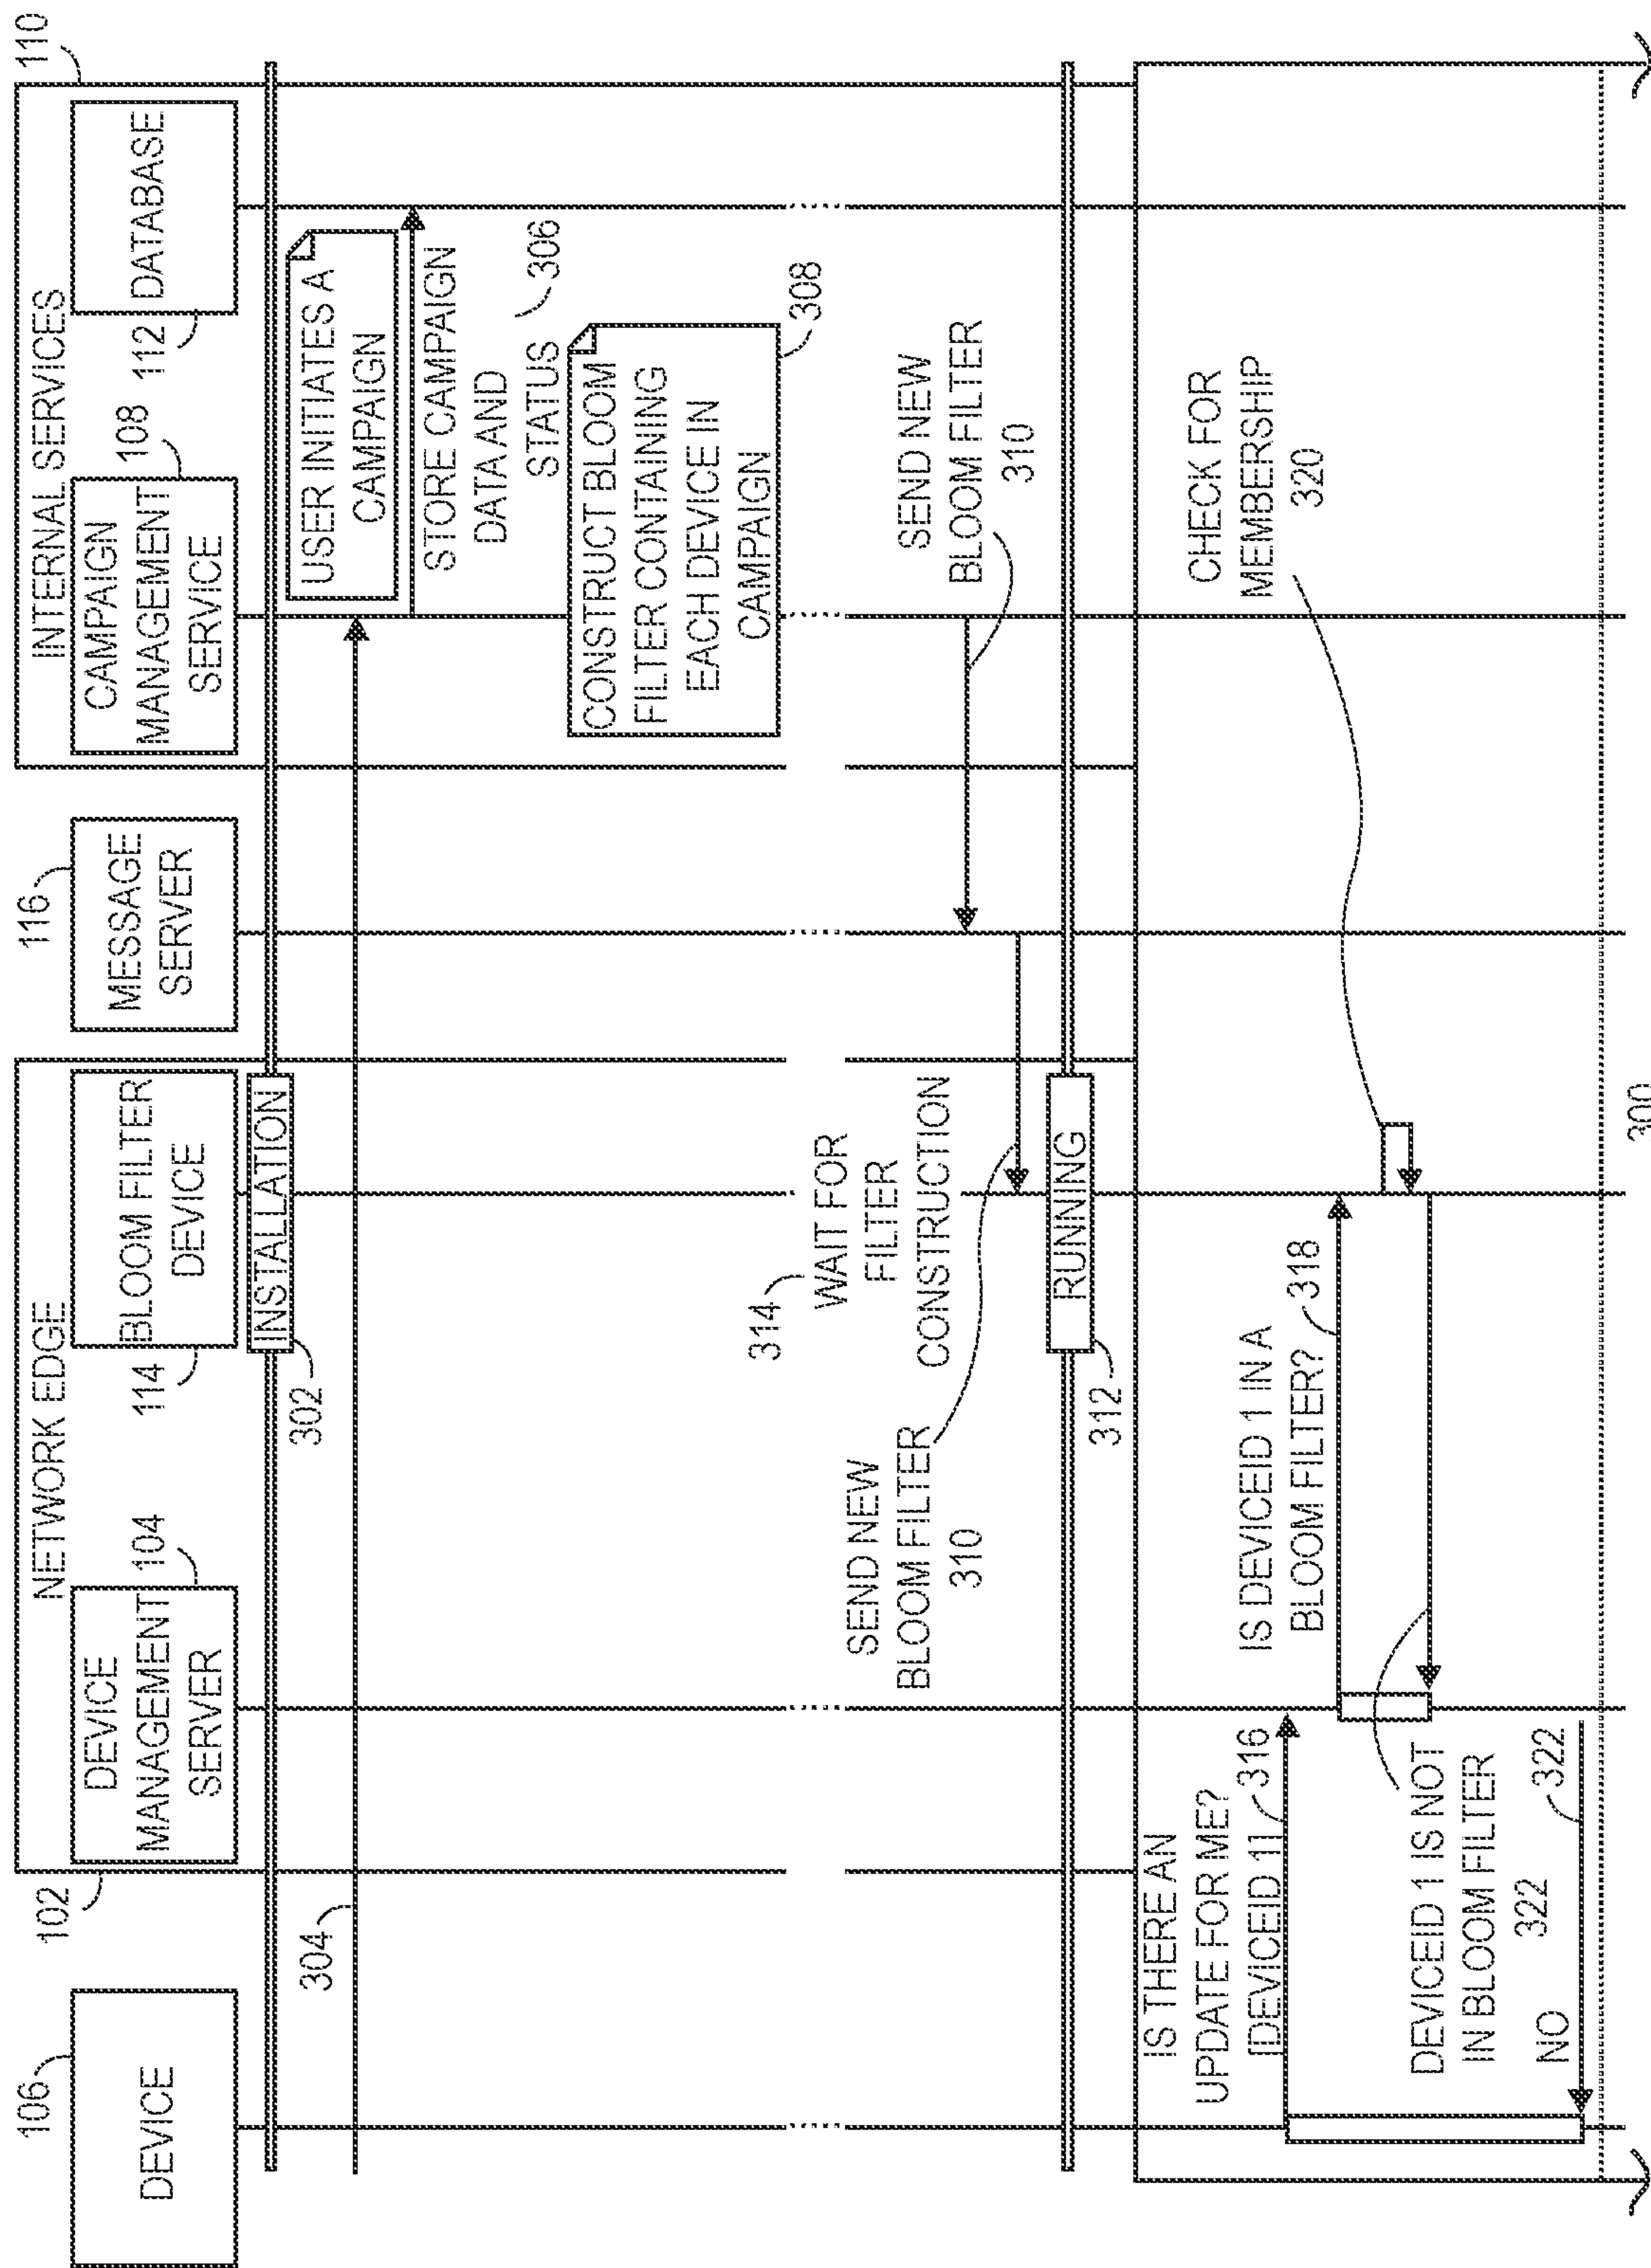 106
DEVICE
102
NETWORK EDGE
DEVICE
MANAGEMENT
SERVER
104
114
BLOOM FILTER
DEVICE
116
MESSAGE
SERVER
INTERNAL SERVICES
CAMPAIGN
MANAGEMENT
SERVICE
108
112
DATABASE
110
INSTALLATION
302
304
USER INITIATES A
CAMPAIGN
STORE CAMPAIGN
DATA AND
STATUS
306
CONSTRUCT BLOOM
FILTER CONTAINING
EACH DEVICE IN
CAMPAIGN
308
314
WAIT FOR
FILTER
CONSTRUCTION
SEND NEW
BLOOM FILTER
310
SEND NEW
BLOOM FILTER
310
RUNNING
312
IS THERE AN
UPDATE FOR ME?
[DEVICEID 1]
316
IS DEVICEID 1 IN A
BLOOM FILTER?
318
CHECK FOR
MEMBERSHIP
320
DEVICEID 1 IS NOT
IN BLOOM FILTER
322
NO
322
300